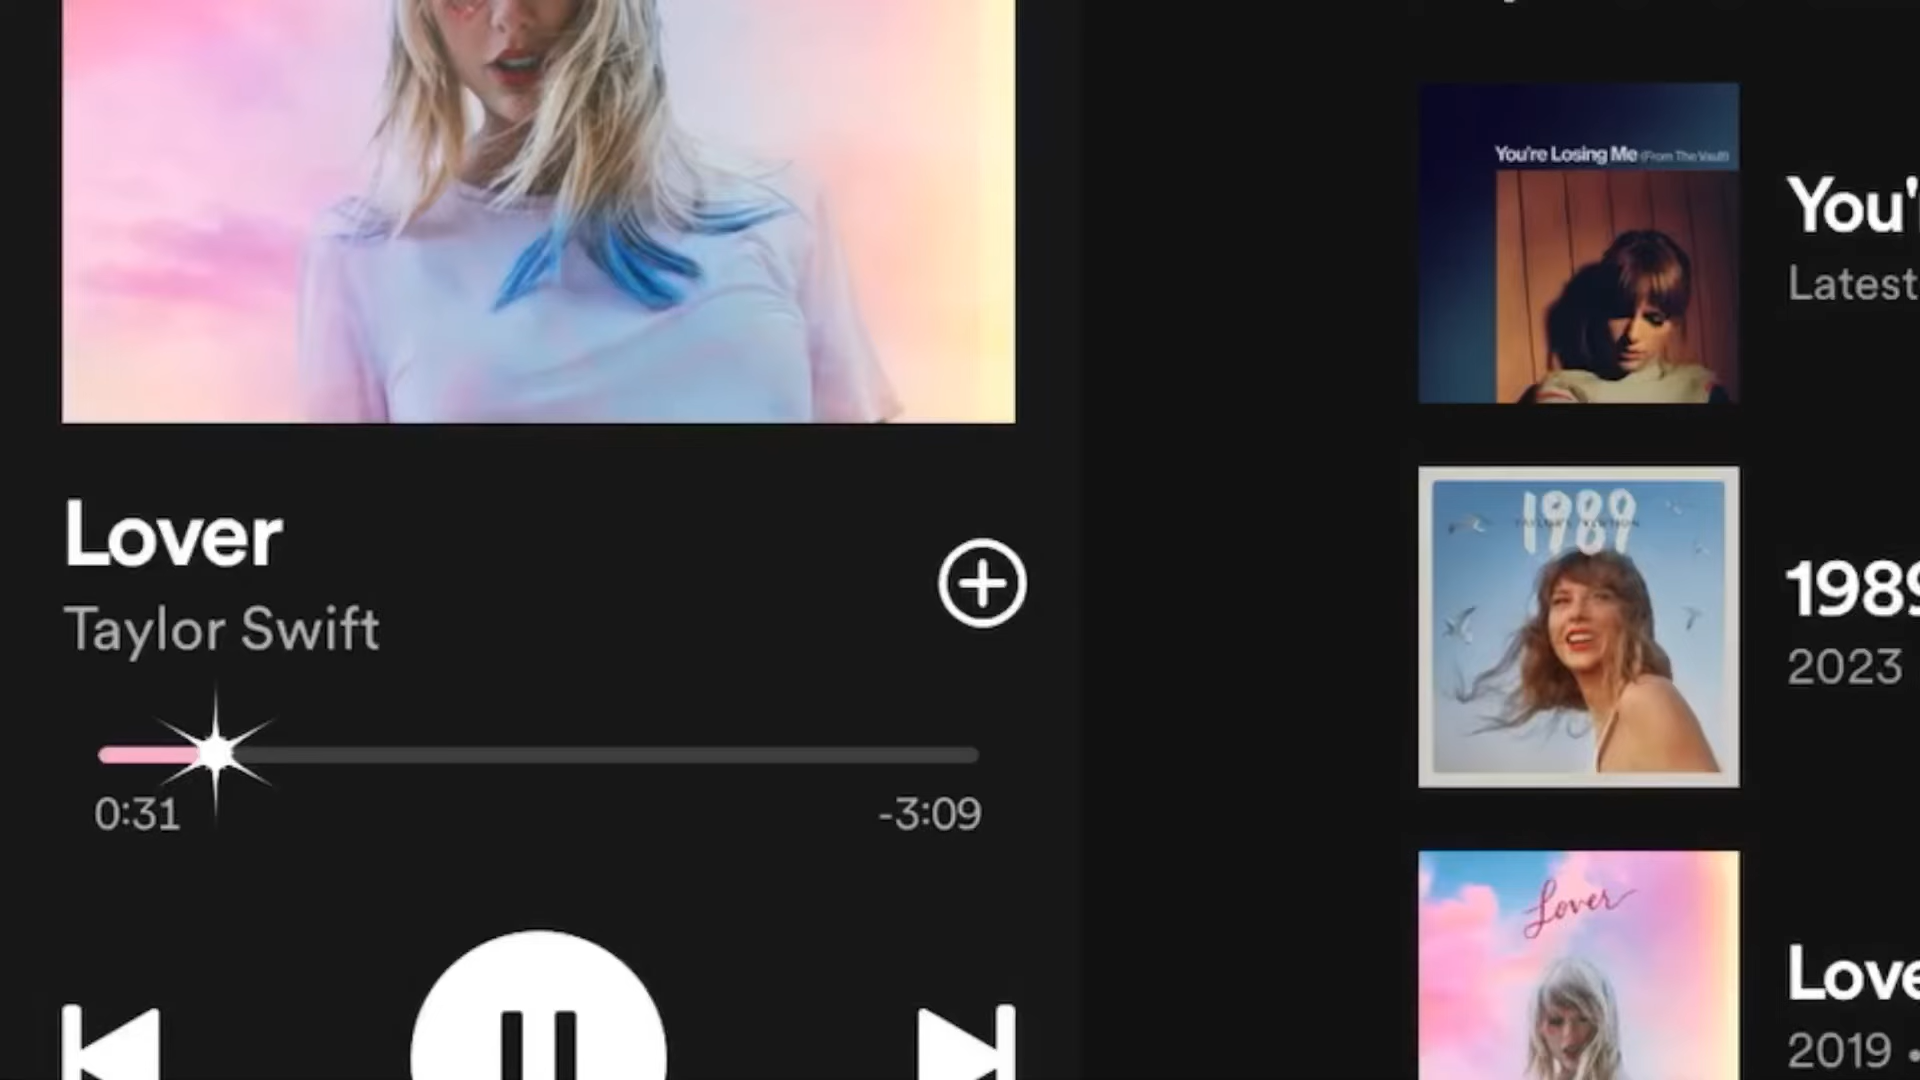 Lover
Taylor Swift
0:31
-3:09
You're Losing Me (From The Vault)
You'
Latest
1989
TAYLOR'S VERSION
1989
2023
Lover
Love
2019 •